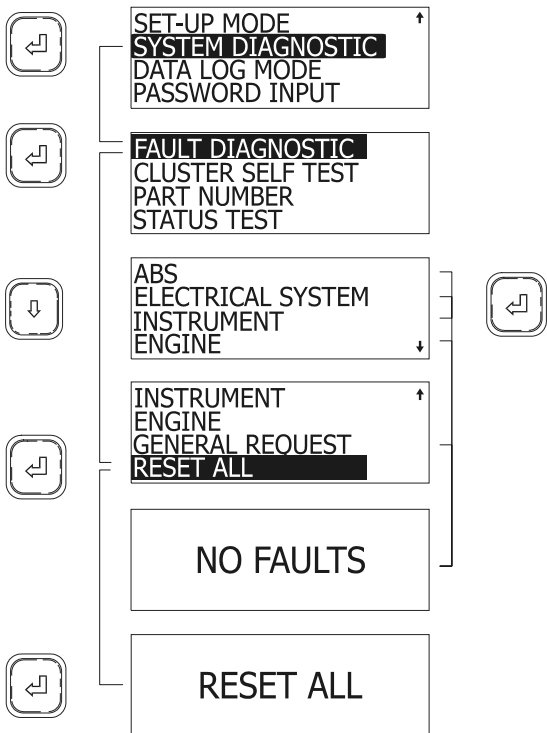 SET-UP MODE
SYSTEM DIAGNOSTIC
DATA LOG MODE
PASSWORD INPUT
FAULT DIAGNOSTIC
CLUSTER SELF TEST
PART NUMBER
STATUS TEST
ABS
ELECTRICAL SYSTEM
INSTRUMENT
ENGINE
INSTRUMENT
ENGINE
GENERAL REQUEST
RESET ALL
NO FAULTS
RESET ALL